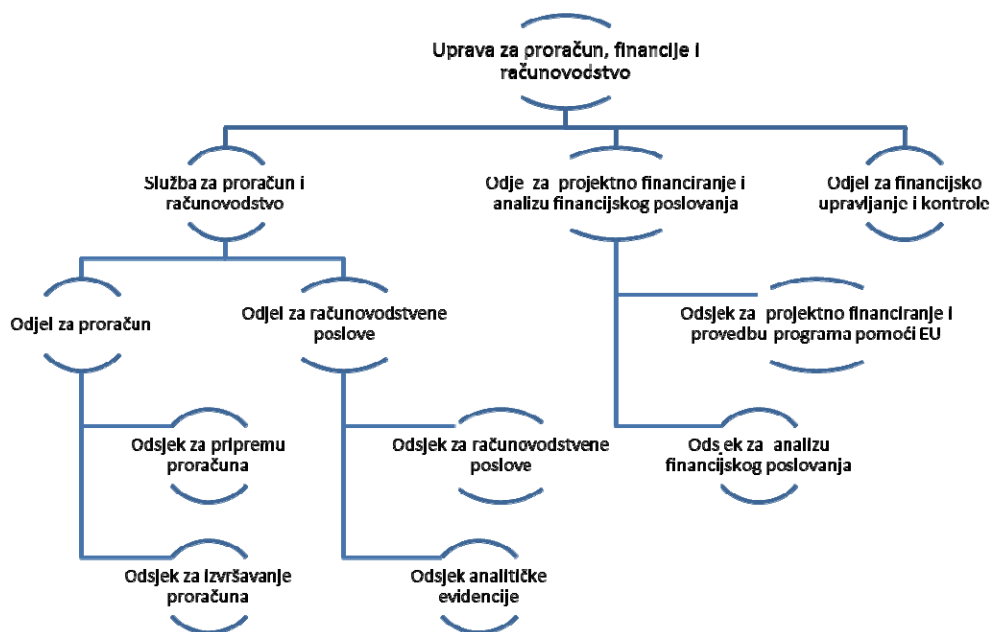 Uprava za proračun, financije i
računovodstvo
Služba za proračun i
računovodstvo
Odje za projektno financiranje i
analizu financijskog poslovanja
Odjel za financijsko
upravljanje i kontrole
Odjel za proračun
Odjel za računovodstvene
poslove
Odsjek za projektno financiranje i
provedbu programa pomoći EU
Odsjek za pripremu
proračuna
Odsjek za računovodstvene
poslove
Odsjek za analizu
financijskog poslovanja
Odsjek za izvršavanje
proračuna
Odsjek analitičke
evidencije